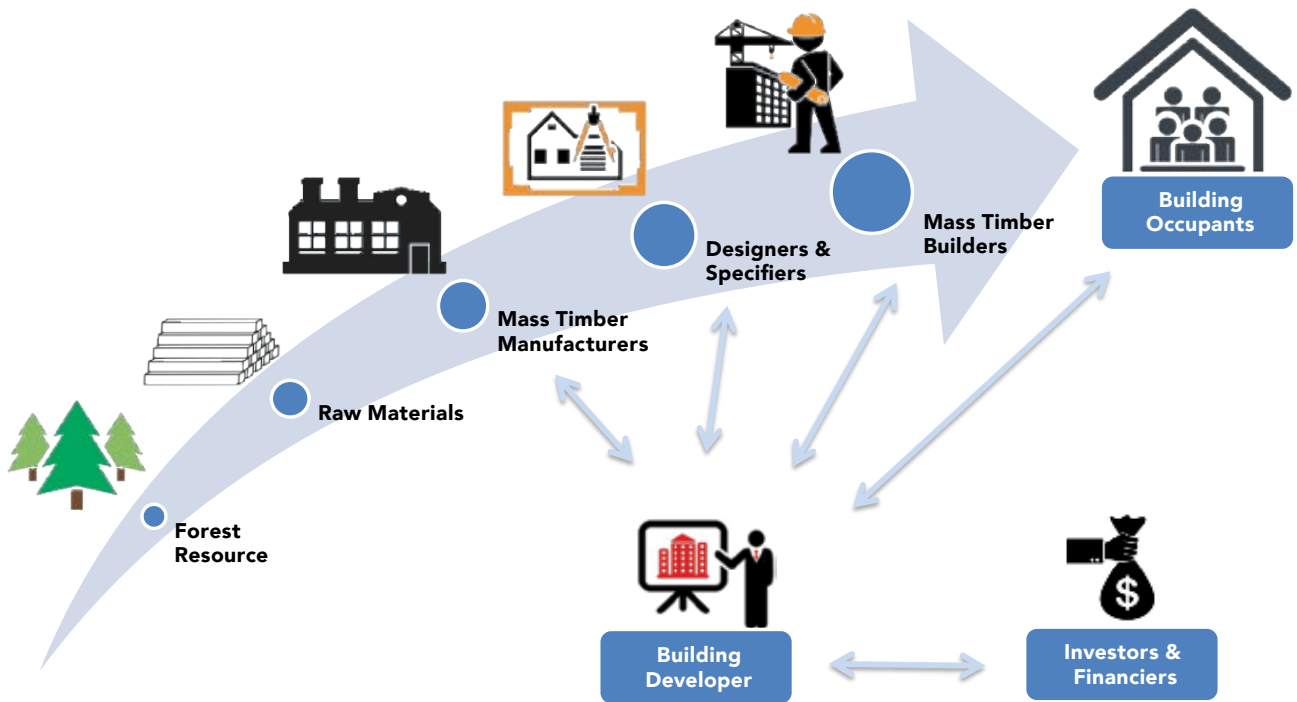 Forest
Resource
Raw Materials
Mass Timber
Manufacturers
Designers &
Specifiers
Mass Timber
Builders
Building
Occupants
Building
Developer
$
Investors &
Financiers